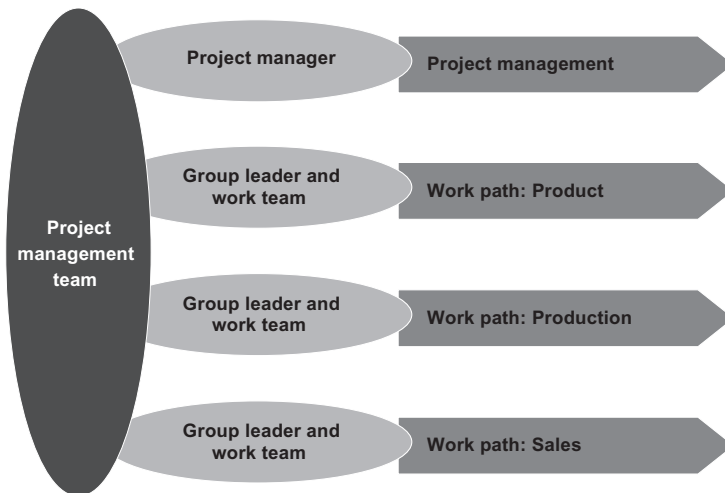 Project manager
Project management
Group leader and
work team
Work path: Product
Project
management
team
Group leader and
work team
Work path: Production
Group leader and
work team
Work path: Sales